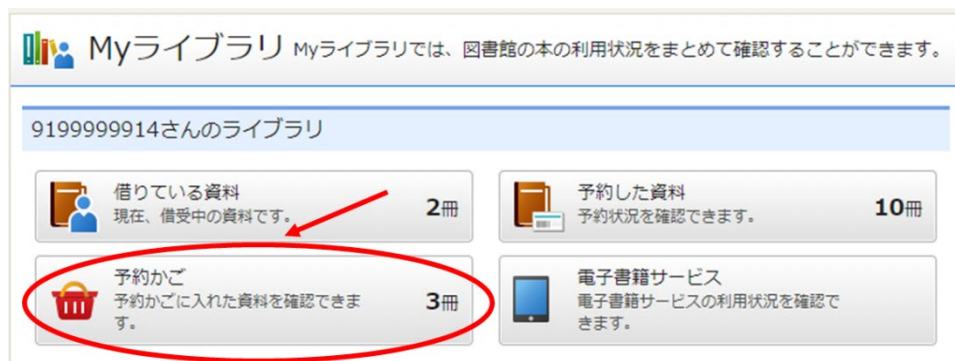 Myライブラリ Myライブラリでは、図書館の本の利用状況をまとめて確認することができます。
9199999914さんのライブラリ
借りている資料
現在、借受中の資料です。
2冊
予約した資料
予約状況を確認できます。
10冊
予約かご
予約かごに入れた資料を確認できま
す。
3冊
電子書籍サービス
電子書籍サービスの利用状況を確認で
きます。